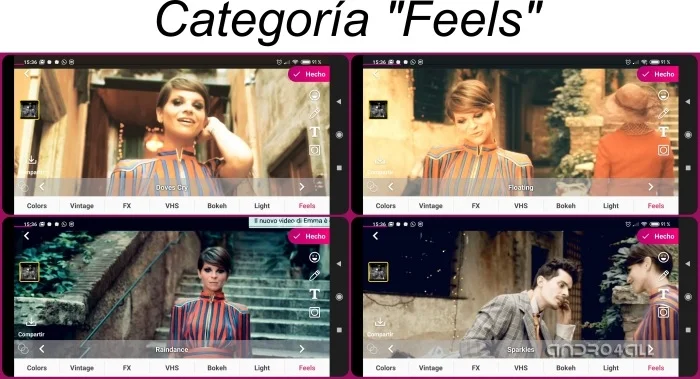 Categoría "Feels"
15:36
91 %
Hecho
T
Compartir
Doves Cry
Colors Vintage FX VHS Bokeh Light Feels
15:36
91 %
Hecho
T
Compartir
Floating
Colors Vintage FX VHS Bokeh Light Feels
15:36
Il nuovo video di Emma è
Hecho
T
Compartir
Raindance
Colors Vintage FX VHS Bokeh Light Feels
15:36
91 %
Hecho
T
Compartir
Sparkles
ANDRO4ALL
Colors Vintage FX VHS Bokeh Light Feels